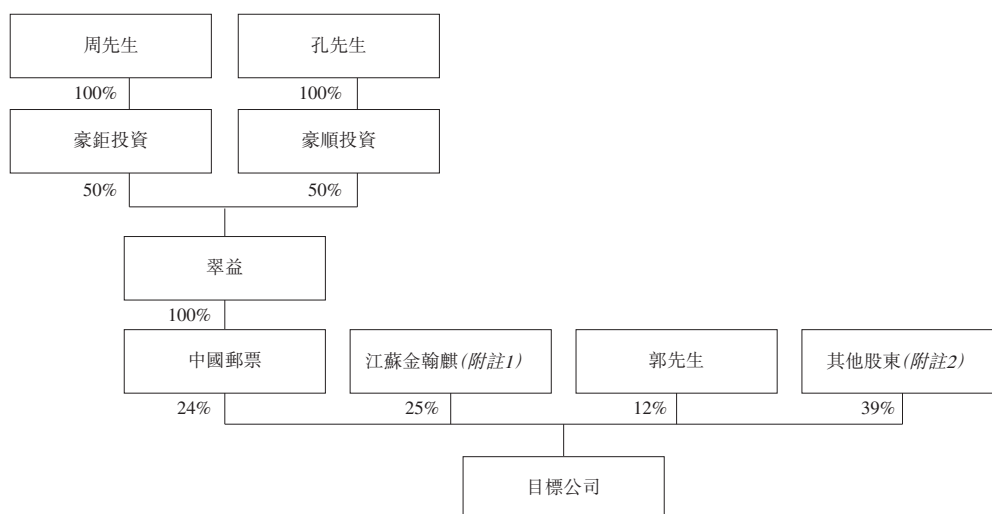 周先生
孔先生
100%
100%
豪鉅投資
豪順投資
50%
50%
翠益
100%
中國郵票
江蘇金翰麒(附註1)
郭先生
其他股東(附註2)
24%
25%
12%
39%
目標公司